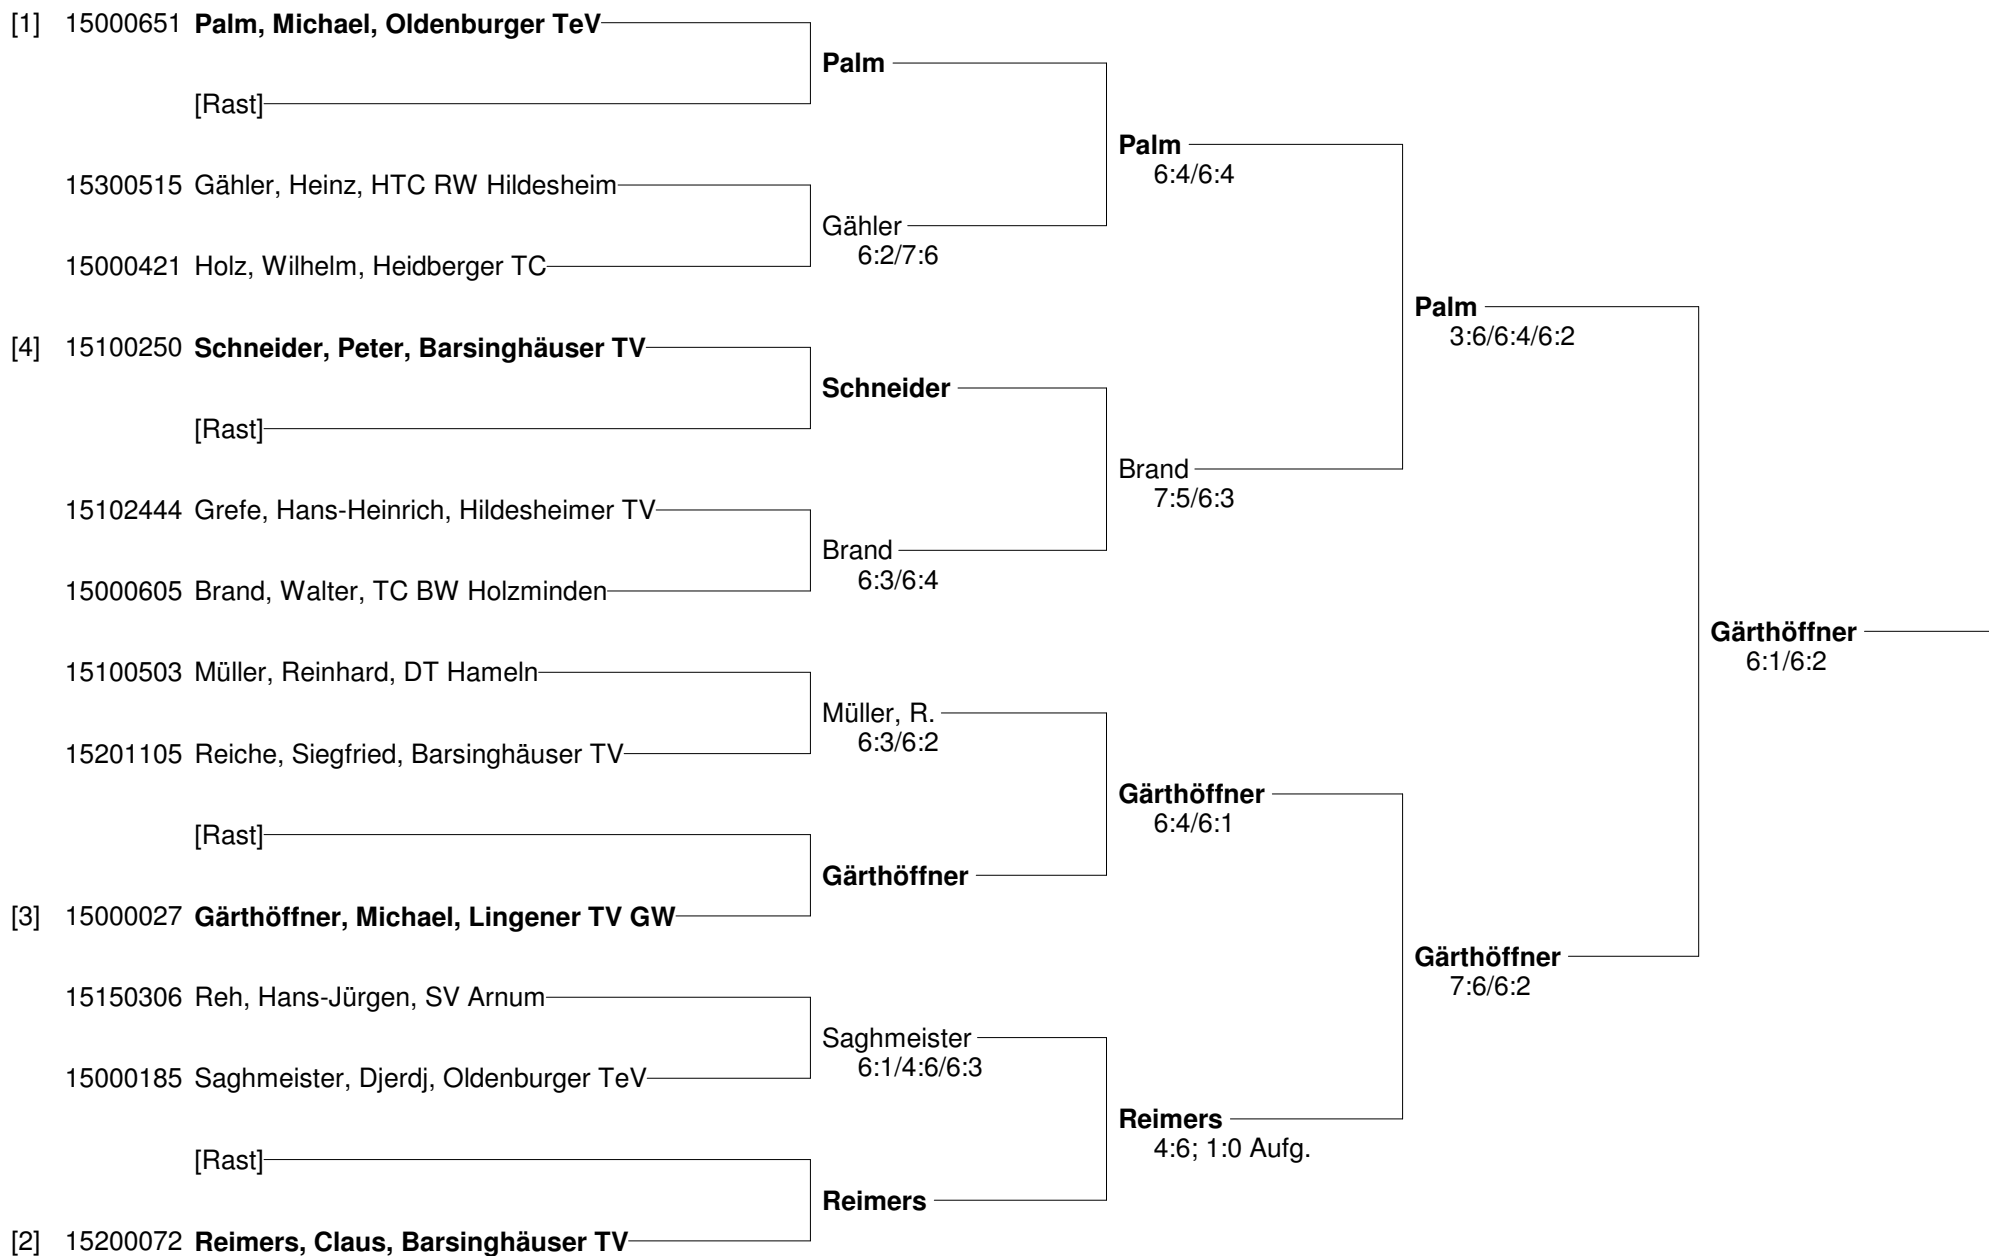 [1] 15000651 Palm, Michael, Oldenburger TeV
Palm
[Rast]
Palm
6:4/6:4
15300515 Gähler, Heinz, HTC RW Hildesheim
Gähler
6:2/7:6
15000421 Holz, Wilhelm, Heidberger TC
Palm
3:6/6:4/6:2
[4] 15100250 Schneider, Peter, Barsinghäuser TV
Schneider
[Rast]
Brand
7:5/6:3
15102444 Grefe, Hans-Heinrich, Hildesheimer TV
Brand
6:3/6:4
15000605 Brand, Walter, TC BW Holzminden
Gärthöffner
6:1/6:2
15100503 Müller, Reinhard, DT Hameln
Müller, R.
6:3/6:2
15201105 Reiche, Siegfried, Barsinghäuser TV
Gärthöffner
6:4/6:1
[Rast]
Gärthöffner
[3] 15000027 Gärthöffner, Michael, Lingener TV GW
Gärthöffner
7:6/6:2
15150306 Reh, Hans-Jürgen, SV Arnum
Saghmeister
6:1/4:6/6:3
15000185 Saghmeister, Djerdj, Oldenburger TeV
Reimers
4:6; 1:0 Aufg.
[Rast]
Reimers
[2] 15200072 Reimers, Claus, Barsinghäuser TV